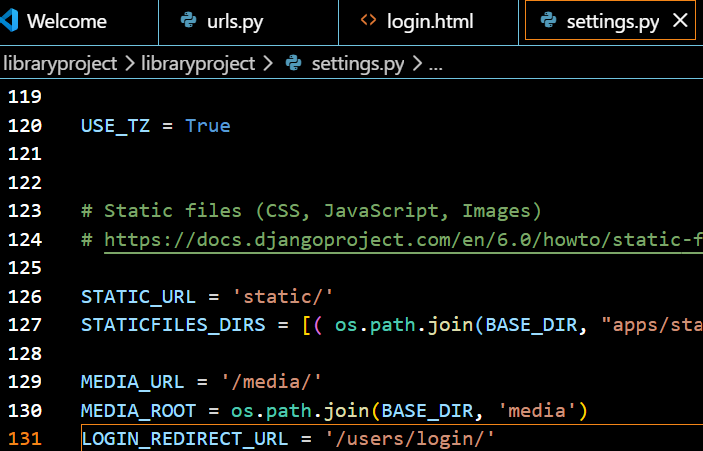 Welcome urls.py <> login.html settings.py
libraryproject > libraryproject > settings.py > ...
119
120 USE_TZ = True
121
122
123 # Static files (CSS, JavaScript, Images)
124 # https://docs.djangoproject.com/en/6.0/howto/static-f
125
126 STATIC_URL = 'static/'
127 STATICFILES_DIRS = [( os.path.join(BASE_DIR, "apps/sta
128
129 MEDIA_URL = '/media/'
130 MEDIA_ROOT = os.path.join(BASE_DIR, 'media')
131 LOGIN_REDIRECT_URL = '/users/login/'